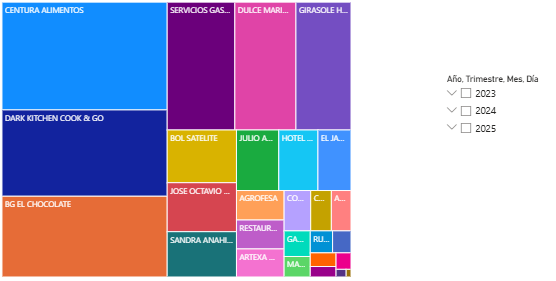 CENTURA ALIMENTOS
DARK KITCHEN COOK & GO
BG EL CHOCOLATE
SERVICIOS GAS...
DULCE MARI...
GIRASOLE H...
BOL SATELITE
JOSE OCTAVIO ...
SANDRA ANAHI...
JULIO A...
HOTEL ...
EL JA...
AGROFESA
RESTAUR...
ARTEXA ...
CO...
C...
A...
GA...
RU...
MA...
Año, Trimestre, Mes, Día
2023
2024
2025